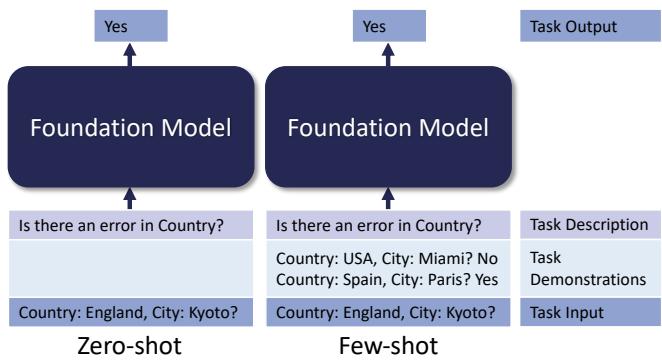 Yes
Yes
Task Output
Foundation Model
Foundation Model
Is there an error in Country?
Is there an error in Country?
Task Description
Country: USA, City: Miami? No
Country: Spain, City: Paris? Yes
Task
Demonstrations
Country: England, City: Kyoto?
Country: England, City: Kyoto?
Task Input
Zero-shot
Few-shot